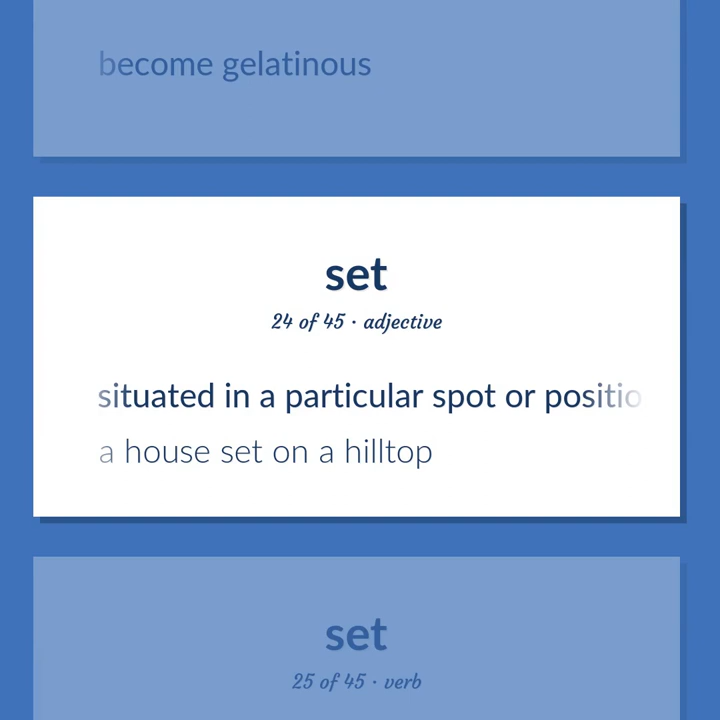 become gelatinous
set
24 of 45 · adjective
situated in a particular spot or positio
a house set on a hilltop
set
25 of 45 · verb